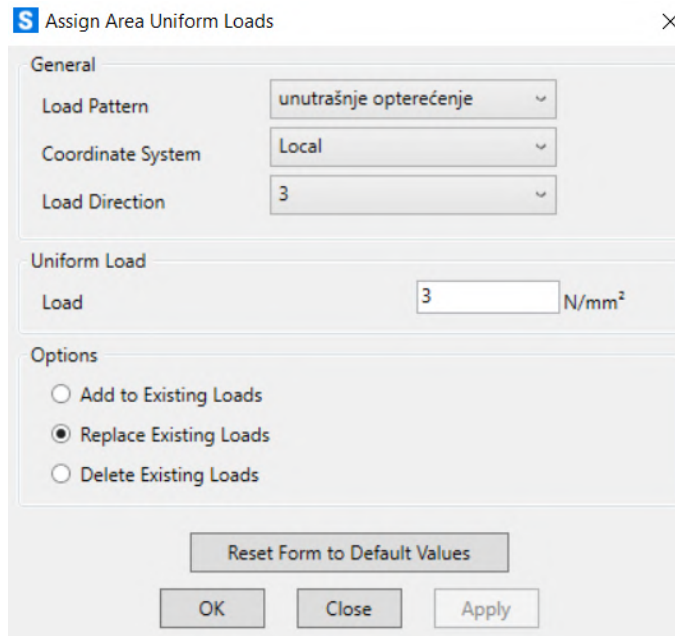 S Assign Area Uniform Loads
General
Load Pattern unutrašnje opterećenje
Coordinate System Local
Load Direction 3
Uniform Load
Load 3 N/mm²
Options
Add to Existing Loads
Replace Existing Loads
Delete Existing Loads
Reset Form to Default Values
OK Close Apply